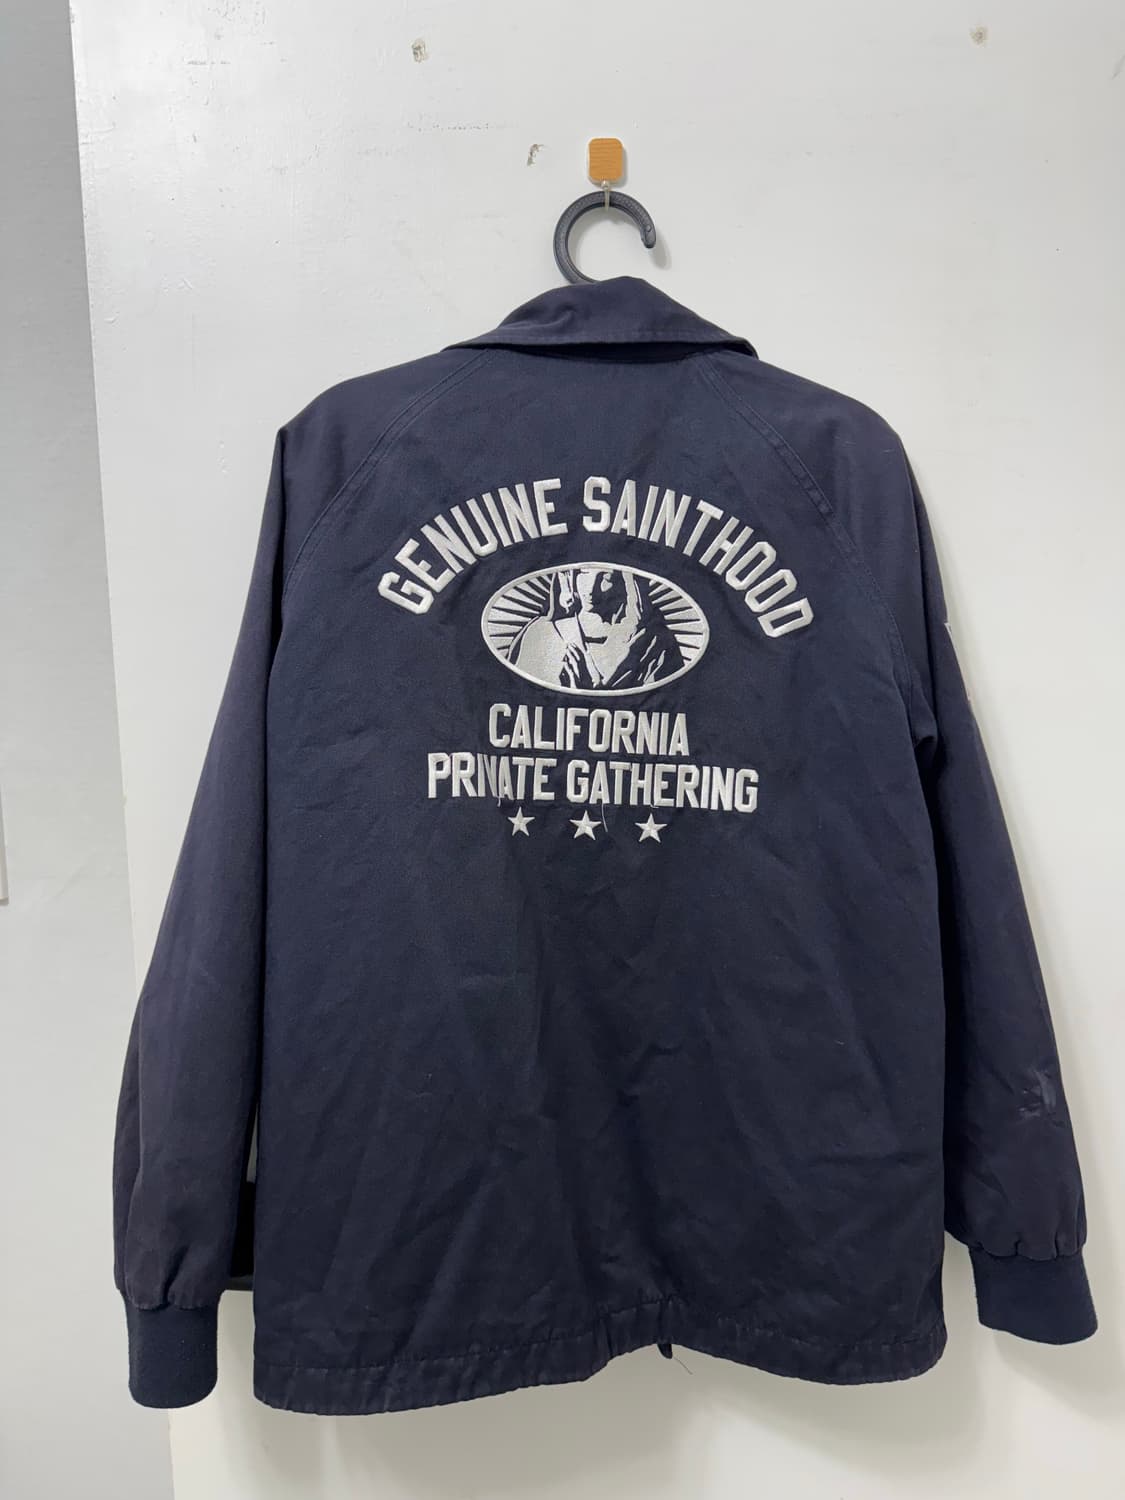 GENUINE SAINTHOOD
CALIFORNIA
PRIVATE GATHERING